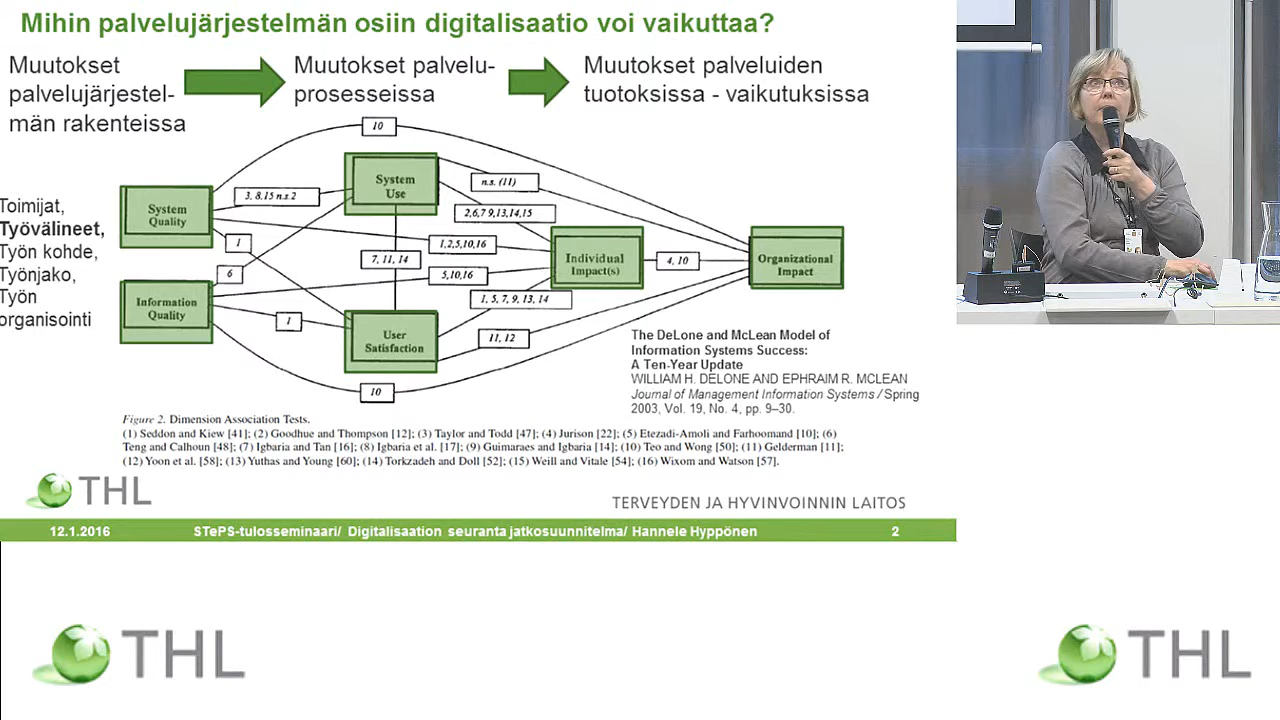 Mihin palvelujärjestelmän osiin digitalisaatio voi vaikuttaa?
Muutokset
palvelujärjestel-
män rakenteissa
Muutokset palvelu-
prosesseissa
Muutokset palveluiden
tuotoksissa - vaikutuksissa
Toimijat,
Työvälineet,
Työn kohde,
Työnjako,
Työn
organisointi
10
System
Use
n.s. (11)
3, 8,15 n.s.2
2,6,7 9,13,14,15
System
Quality
1
1,2,5,10,16
7, 11, 14
Individual
Impact(s)
4, 10
Organizational
Impact
6
5,10,16
Information
Quality
1, 5, 7, 9, 13, 14
1
User
Satisfaction
11, 12
10
The DeLone and McLean Model of
Information Systems Success:
A Ten-Year Update
WILLIAM H. DELONE AND EPHRAIM R. MCLEAN
Journal of Management Information Systems / Spring
2003, Vol. 19, No. 4, pp. 9–30.
Figure 2. Dimension Association Tests.
(1) Seddon and Kiew [41]; (2) Goodhue and Thompson [12]; (3) Taylor and Todd [47]; (4) Jurison [22]; (5) Etezadi-Amoli and Farhoomand [10]; (6)
Teng and Calhoun [48]; (7) Igbaria and Tan [16]; (8) Igbaria et al. [17]; (9) Guimaraes and Igbaria [14]; (10) Teo and Wong [50]; (11) Gelderman [11];
(12) Yoon et al. [58]; (13) Yuthas and Young [60]; (14) Torkzadeh and Doll [52]; (15) Weill and Vitale [54]; (16) Wixom and Watson [57].
THL
TERVEYDEN JA HYVINVOINNIN LAITOS
12.1.2016
STePS-tulosseminaari/ Digitalisaation seuranta jatkosuunnitelma/ Hannele Hyppönen
2
THL
THL